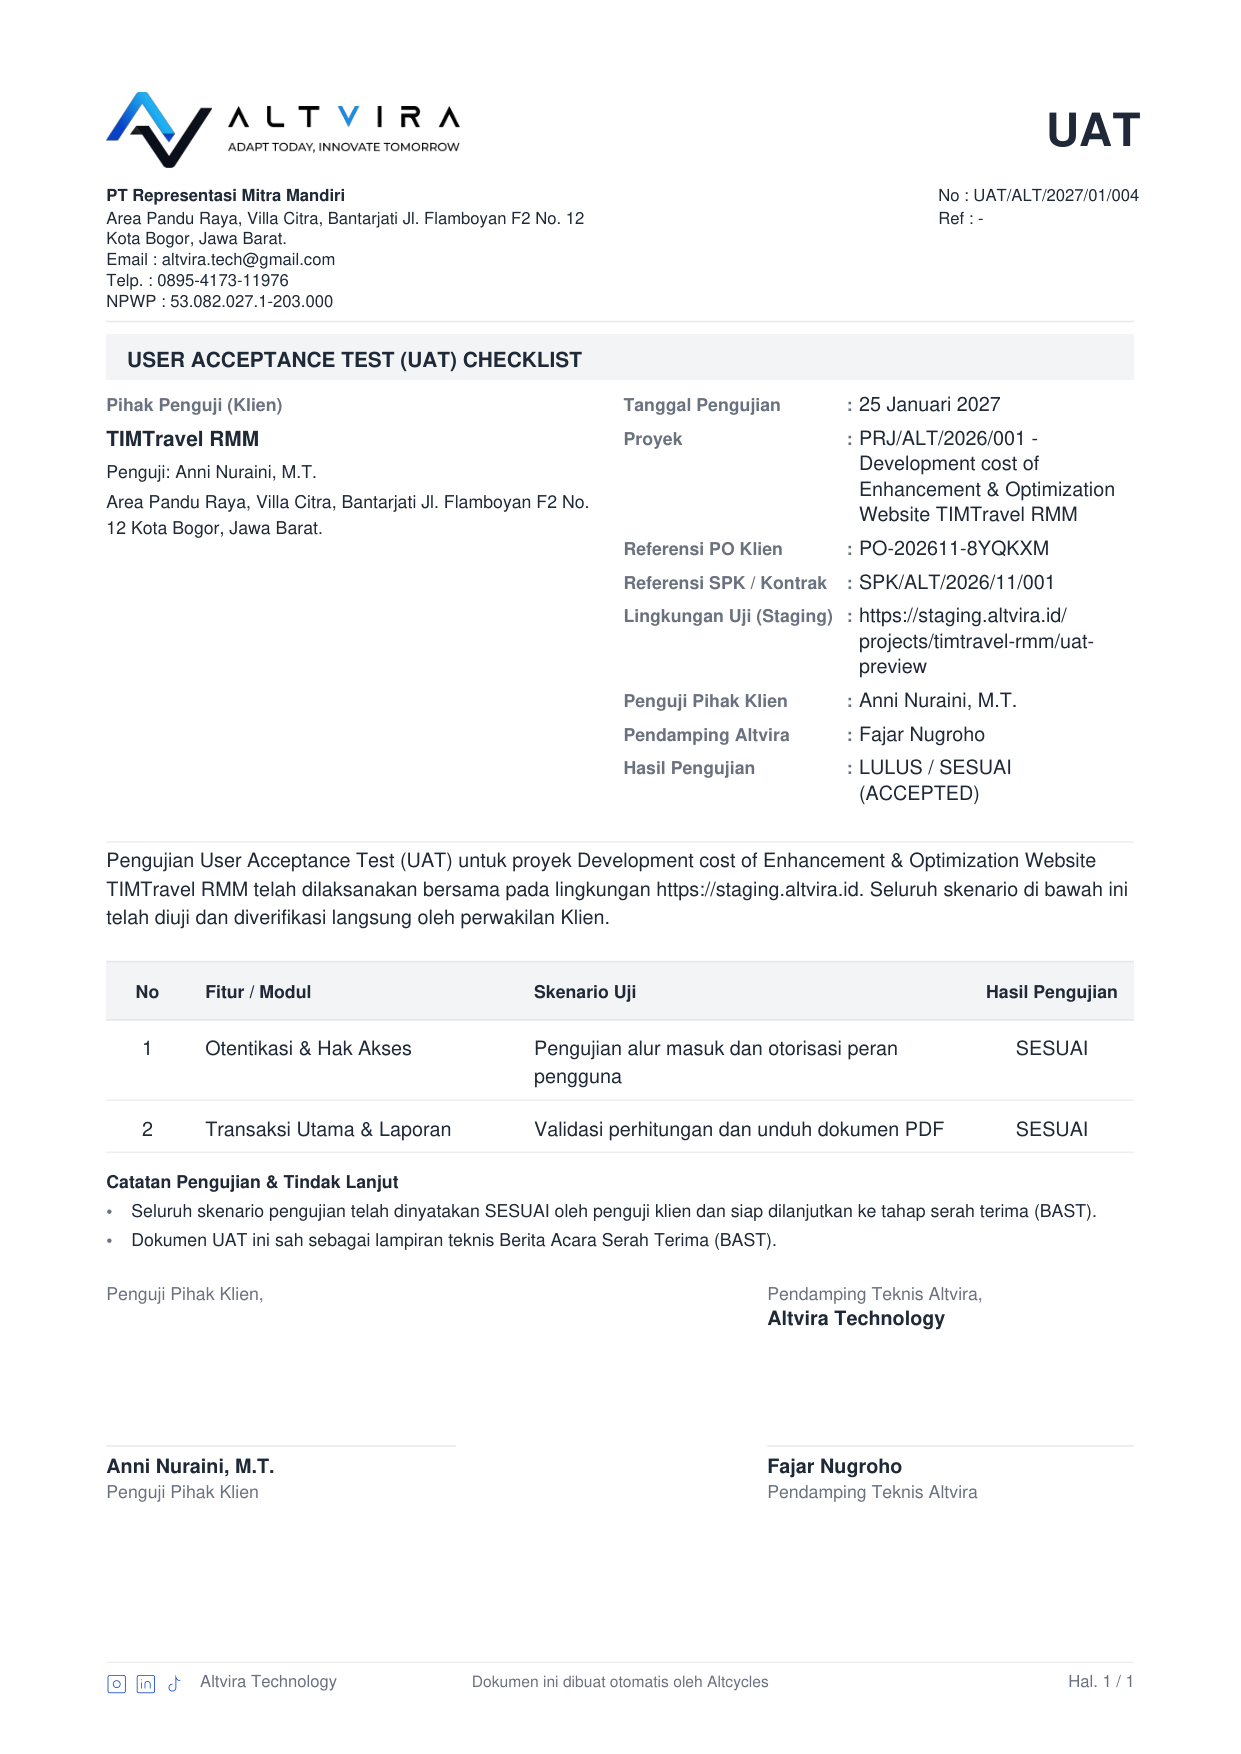 ALTVIRA
ADAPT TODAY, INNOVATE TOMORROW
UAT
PT Representasi Mitra Mandiri
Area Pandu Raya, Villa Citra, Bantarjati Jl. Flamboyan F2 No. 12
Kota Bogor, Jawa Barat.
Email : altvira.tech@gmail.com
Telp. : 0895-4173-11976
NPWP : 53.082.027.1-203.000
No : UAT/ALT/2027/01/004
Ref : -
USER ACCEPTANCE TEST (UAT) CHECKLIST
Pihak Penguji (Klien)
TIMTravel RMM
Penguji: Anni Nuraini, M.T.
Area Pandu Raya, Villa Citra, Bantarjati Jl. Flamboyan F2 No.
12 Kota Bogor, Jawa Barat.
Tanggal Pengujian : 25 Januari 2027
Proyek : PRJ/ALT/2026/001 -
Development cost of
Enhancement & Optimization
Website TIMTravel RMM
Referensi PO Klien : PO-202611-8YQKXM
Referensi SPK / Kontrak : SPK/ALT/2026/11/001
Lingkungan Uji (Staging) : https://staging.altvira.id/
projects/timtravel-rmm/uat-
preview
Penguji Pihak Klien : Anni Nuraini, M.T.
Pendamping Altvira : Fajar Nugroho
Hasil Pengujian : LULUS / SESUAI
(ACCEPTED)
Pengujian User Acceptance Test (UAT) untuk proyek Development cost of Enhancement & Optimization Website
TIMTravel RMM telah dilaksanakan bersama pada lingkungan https://staging.altvira.id. Seluruh skenario di bawah ini
telah diuji dan diverifikasi langsung oleh perwakilan Klien.
No Fitur / Modul Skenario Uji Hasil Pengujian
1 Otentikasi & Hak Akses Pengujian alur masuk dan otorisasi peran SESUAI
pengguna
2 Transaksi Utama & Laporan Validasi perhitungan dan unduh dokumen PDF SESUAI
Catatan Pengujian & Tindak Lanjut
• Seluruh skenario pengujian telah dinyatakan SESUAI oleh penguji klien dan siap dilanjutkan ke tahap serah terima (BAST).
• Dokumen UAT ini sah sebagai lampiran teknis Berita Acara Serah Terima (BAST).
Penguji Pihak Klien,
Pendamping Teknis Altvira,
Altvira Technology
Anni Nuraini, M.T.
Penguji Pihak Klien
Fajar Nugroho
Pendamping Teknis Altvira
Altvira Technology Dokumen ini dibuat otomatis oleh Altcycles Hal. 1 / 1